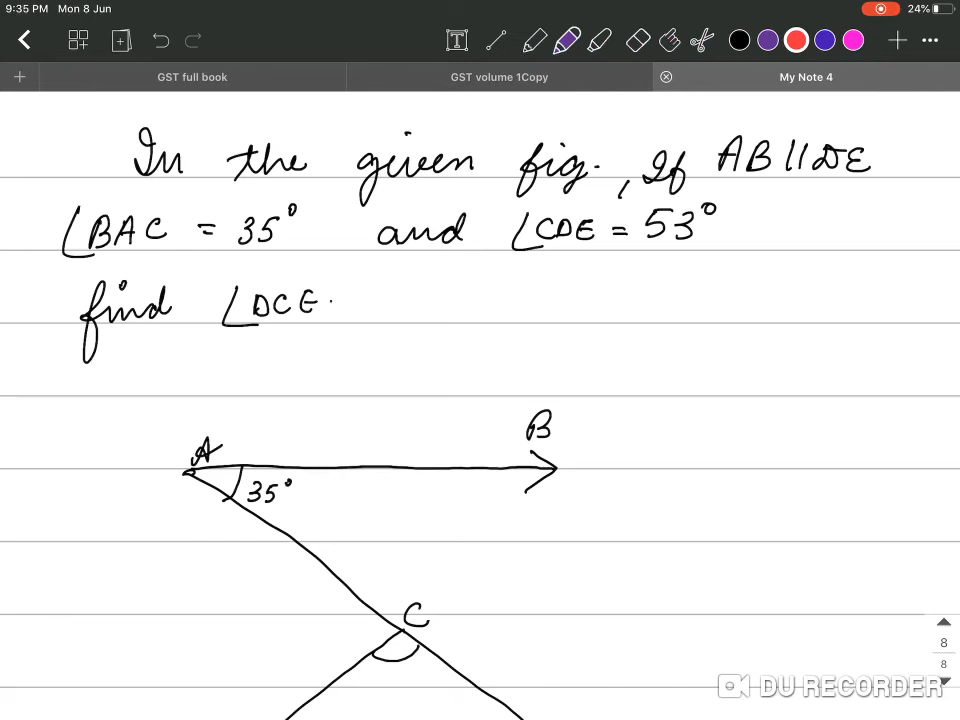 9:35 PM Mon 8 Jun 24%
GST full book GST volume 1Copy My Note 4
In the given fig., If AB || DE
∠BAC = 35° and ∠CDE = 53°
find ∠DCE.
A B
35°
C
8
8
DU RECORDER